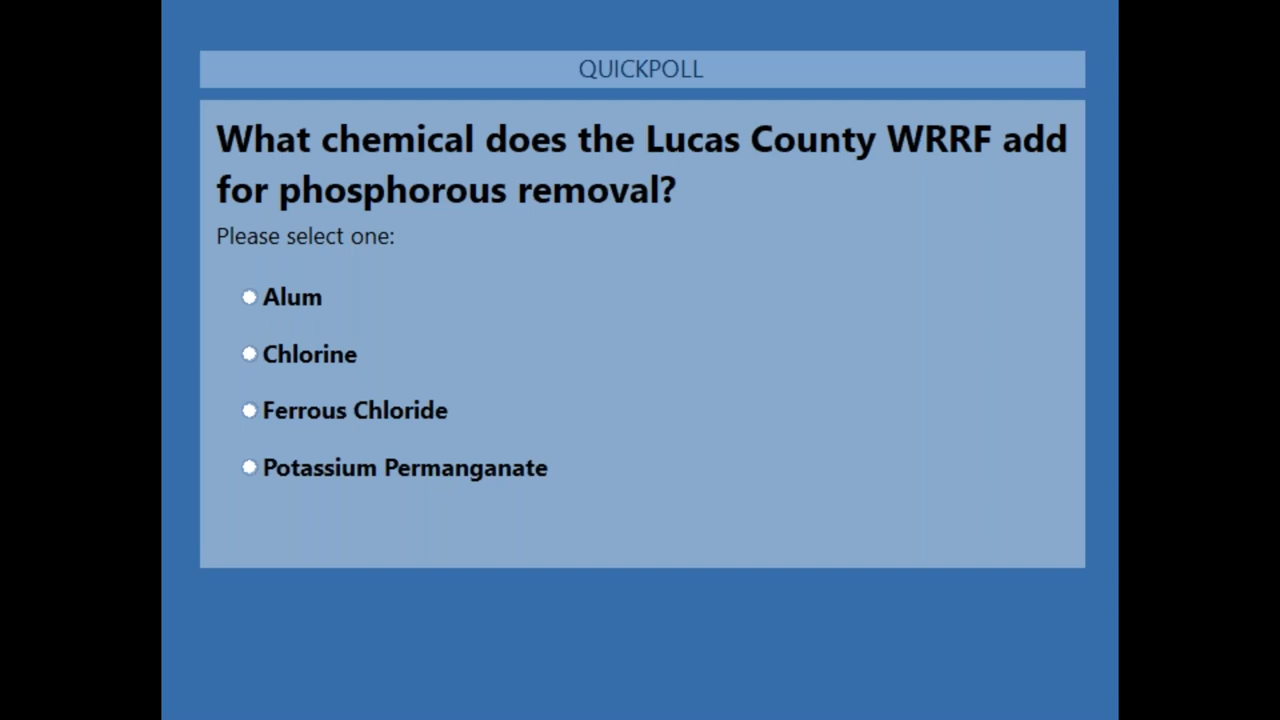 QUICKPOLL
What chemical does the Lucas County WRRF add
for phosphorous removal?
Please select one:
Alum
Chlorine
Ferrous Chloride
Potassium Permanganate